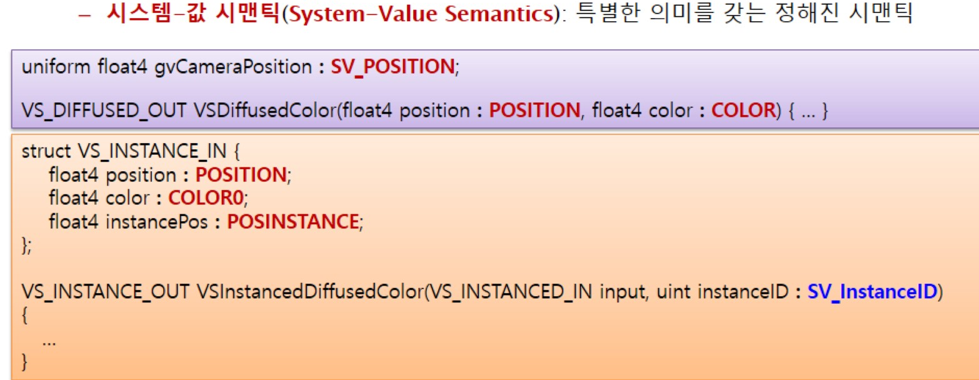 – 시스템-값 시맨틱(System-Value Semantics): 특별한 의미를 갖는 정해진 시맨틱
uniform float4 gvCameraPosition : SV_POSITION;
VS_DIFFUSED_OUT VSDiffusedColor(float4 position : POSITION, float4 color : COLOR) { ... }
struct VS_INSTANCE_IN {
float4 position : POSITION;
float4 color : COLOR0;
float4 instancePos : POSINSTANCE;
};
VS_INSTANCE_OUT VSInstancedDiffusedColor(VS_INSTANCED_IN input, uint instanceID : SV_InstanceID)
{
...
}